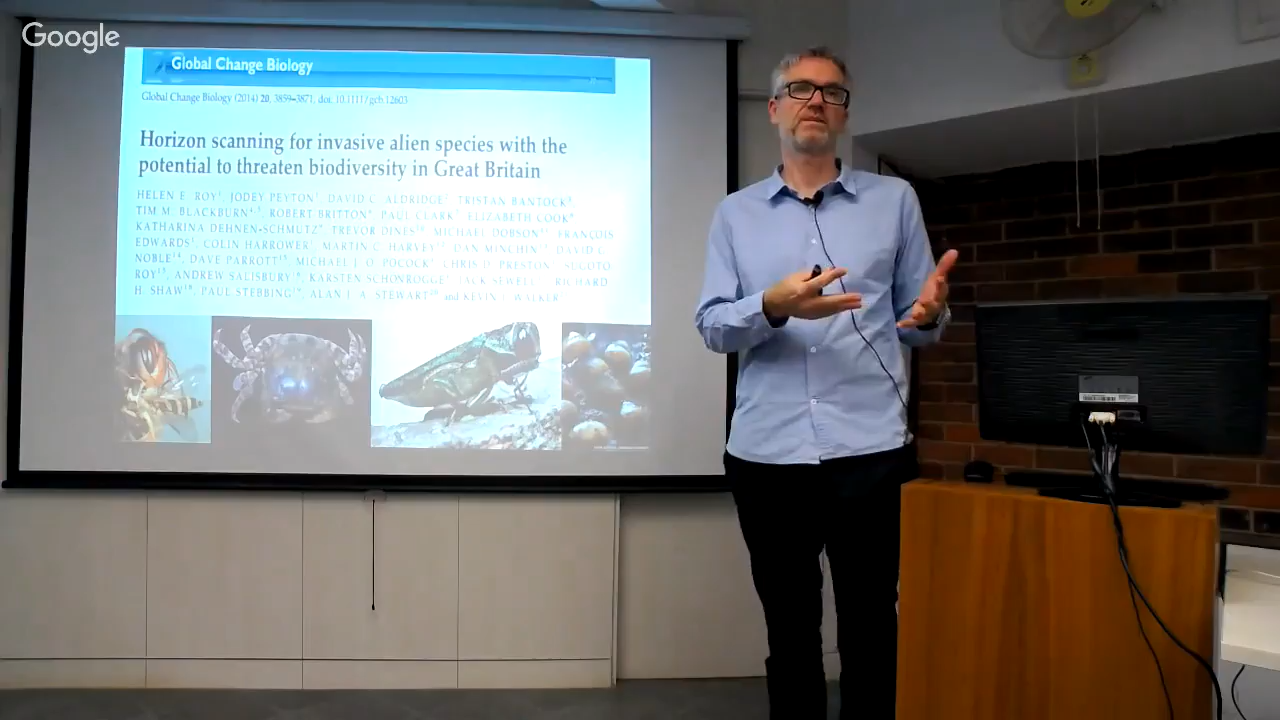 Google
Global Change Biology
Global Change Biology (2014) 20, 3859–3871, doi: 10.1111/gcb.12603
Horizon scanning for invasive alien species with the
potential to threaten biodiversity in Great Britain
HELEN E. ROY, JODEY PEYTON, DAVID C. ALDRIDGE, TRISTAN BANTOCK,
TIM M. BLACKBURN, ROBERT BRITTON, PAUL CLARK, ELIZABETH COOK,
KATHARINA DEHNEN-SCHMUTZ, TREVOR DINES, MICHAEL DOBSON, FRANÇOIS
EDWARDS, COLIN HARROWER, MARTIN C. HARVEY, DAN MINCHIN, DAVID G.
NOBLE, DAVE PARROTT, MICHAEL J. O. POCOCK, CHRIS D. PRESTON, SUGOTO
ROY, ANDREW SALISBURY, KARSTEN SCHÖNROGGE, JACK SEWELL, RICHARD
H. SHAW, PAUL STEBBING, ALAN J. A. STEWART and KEVIN J. WALKER